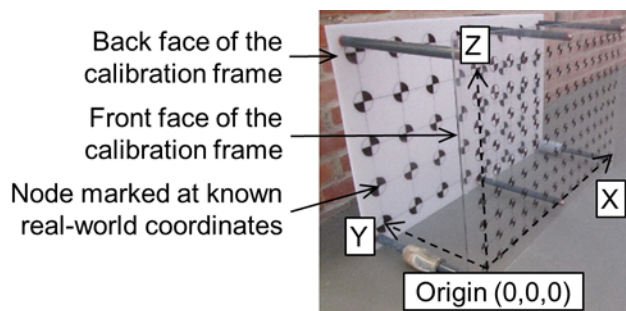 Back face of the
calibration frame
Front face of the
calibration frame
Node marked at known
real-world coordinates
Z
X
Y
Origin (0,0,0)